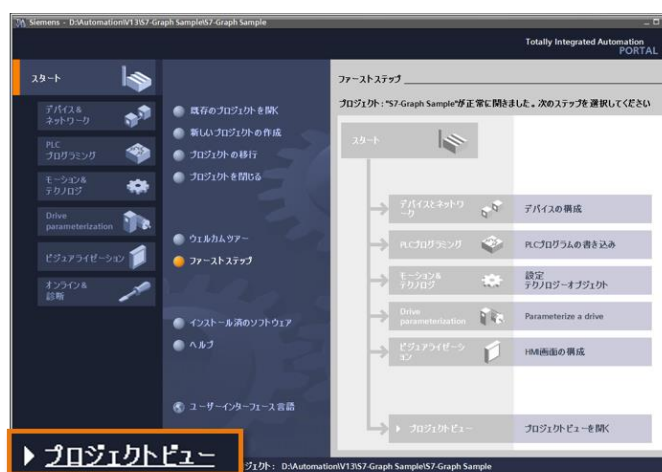 Siemens - D:\Automation\V13\S7-Graph Sample\S7-Graph Sample
Totally Integrated Automation
PORTAL
スタート
デバイス&
ネットワーク
PLC
プログラミング
モーション&
テクノロジ
Drive
parameterization
ビジュアライゼーション
オンライン&
診断
既存のプロジェクトを開く
新しいプロジェクトの作成
プロジェクトの移行
プロジェクトを閉じる
ウェルカムツアー
ファーストステップ
インストール済のソフトウェア
ヘルプ
ユーザーインターフェース言語
ファーストステップ
プロジェクト: "S7-Graph Sample"が正常に開きました。次のステップを選択してください
スタート
デバイスとネットワ
ーク
デバイスの構成
PLCプログラミング
PLCプログラムの書き込み
モーション&
テクノロジ
設定
テクノロジーオブジェクト
Drive
parameterization
Parameterize a drive
ビジュアライゼーシ
ョン
HMI画面の構成
プロジェクトビュー
プロジェクトビューを開く
プロジェクトビュー
ジェクト: D:\Automation\V13\S7-Graph Sample\S7-Graph Sample